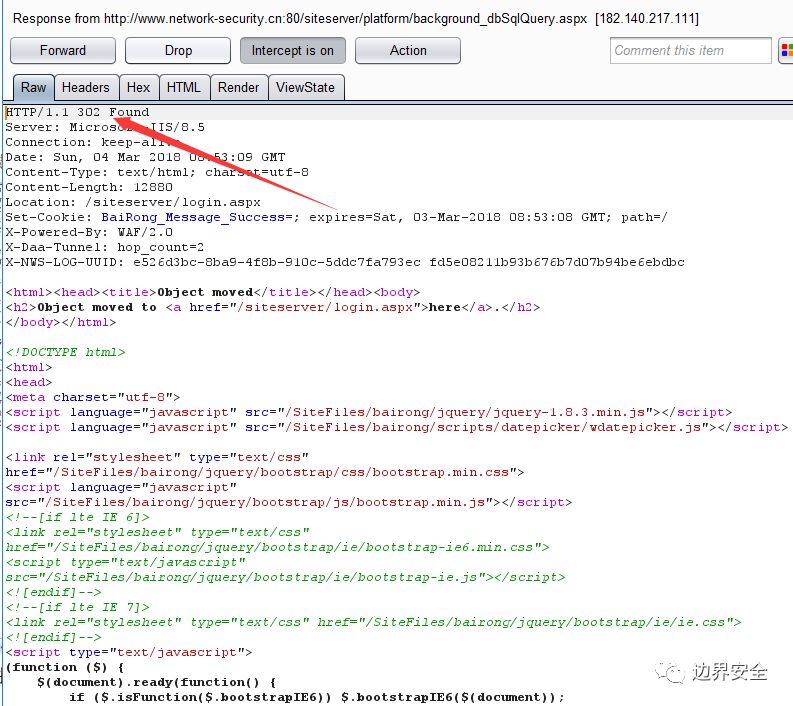 Response from http://www.network-security.cn:80/siteserver/platform/background_dbSqlQuery.aspx [182.140.217.111]
Forward Drop Intercept is on Action Comment this item
Raw Headers Hex HTML Render ViewState
HTTP/1.1 302 Found
Server: Microsoft-IIS/8.5
Connection: keep-alive
Date: Sun, 04 Mar 2018 08:53:09 GMT
Content-Type: text/html; charset=utf-8
Content-Length: 12880
Location: /siteserver/login.aspx
Set-Cookie: BaiRong_Message_Success=; expires=Sat, 03-Mar-2018 08:53:08 GMT; path=/
X-Powered-By: WAF/2.0
X-Daa-Tunnel: hop_count=2
X-NWS-LOG-UUID: e526d3bc-8ba9-4f8b-910c-5ddc7fa793ec fd5e08211b93b676b7d07b94be6ebdbc
<html><head><title>Object moved</title></head><body>
<h2>Object moved to <a href="/siteserver/login.aspx">here</a>.</h2>
</body></html>
<!DOCTYPE html>
<html>
<head>
<meta charset="utf-8">
<script language="javascript" src="/SiteFiles/bairong/jquery/jquery-1.8.3.min.js"></script>
<script language="javascript" src="/SiteFiles/bairong/scripts/datepicker/wdatepicker.js"></script>
<link rel="stylesheet" type="text/css"
href="/SiteFiles/bairong/jquery/bootstrap/css/bootstrap.min.css">
<script language="javascript"
src="/SiteFiles/bairong/jquery/bootstrap/js/bootstrap.min.js"></script>
<!--[if lte IE 6]>
<link rel="stylesheet" type="text/css"
href="/SiteFiles/bairong/jquery/bootstrap/ie/bootstrap-ie6.min.css">
<script type="text/javascript"
src="/SiteFiles/bairong/jquery/bootstrap/ie/bootstrap-ie.js"></script>
<![endif]-->
<!--[if lte IE 7]>
<link rel="stylesheet" type="text/css" href="/SiteFiles/bairong/jquery/bootstrap/ie/ie.css">
<![endif]-->
<script type="text/javascript">
(function ($) {
$(document).ready(function() {
if ($.isFunction($.bootstrapIE6)) $.bootstrapIE6($(document));
边界安全